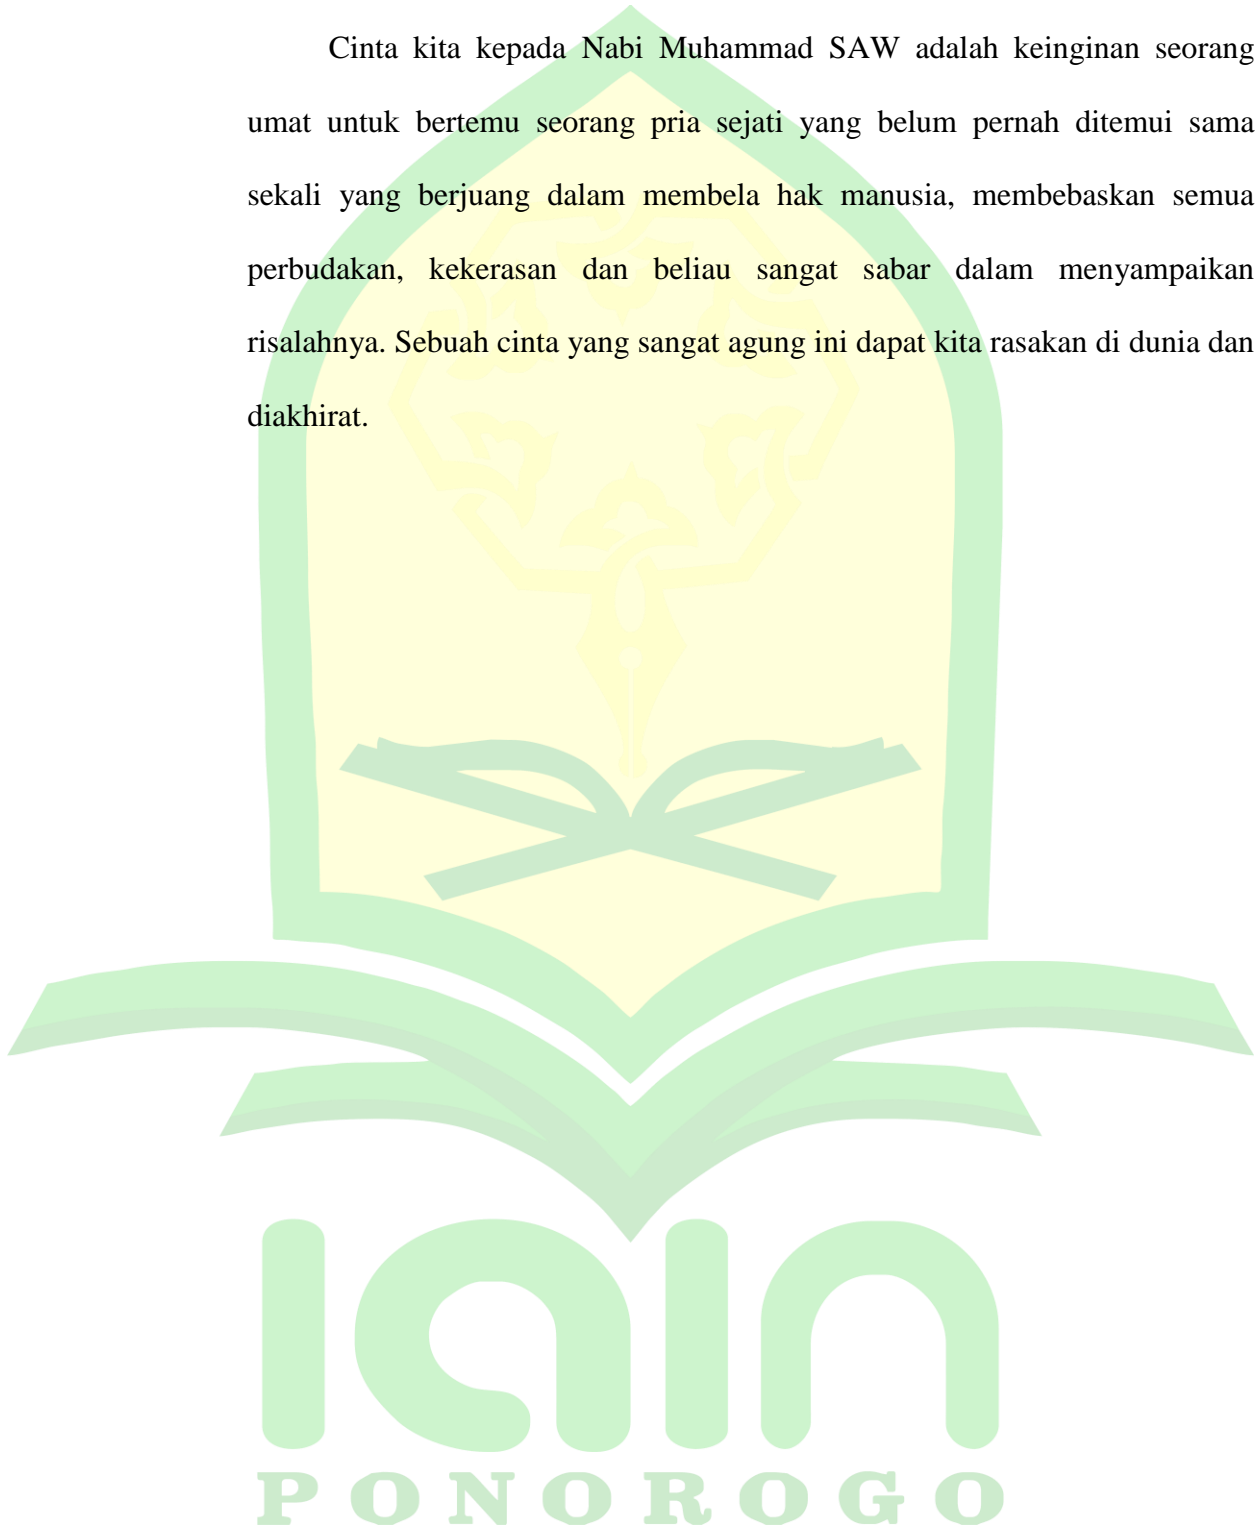 Cinta kita kepada Nabi Muhammad SAW adalah keinginan seorang
umat untuk bertemu seorang pria sejati yang belum pernah ditemui sama
sekali yang berjuang dalam membela hak manusia, membebaskan semua
perbudakan, kekerasan dan beliau sangat sabar dalam menyampaikan
risalahnya. Sebuah cinta yang sangat agung ini dapat kita rasakan di dunia dan
diakhirat.
IAIN
PONOROGO